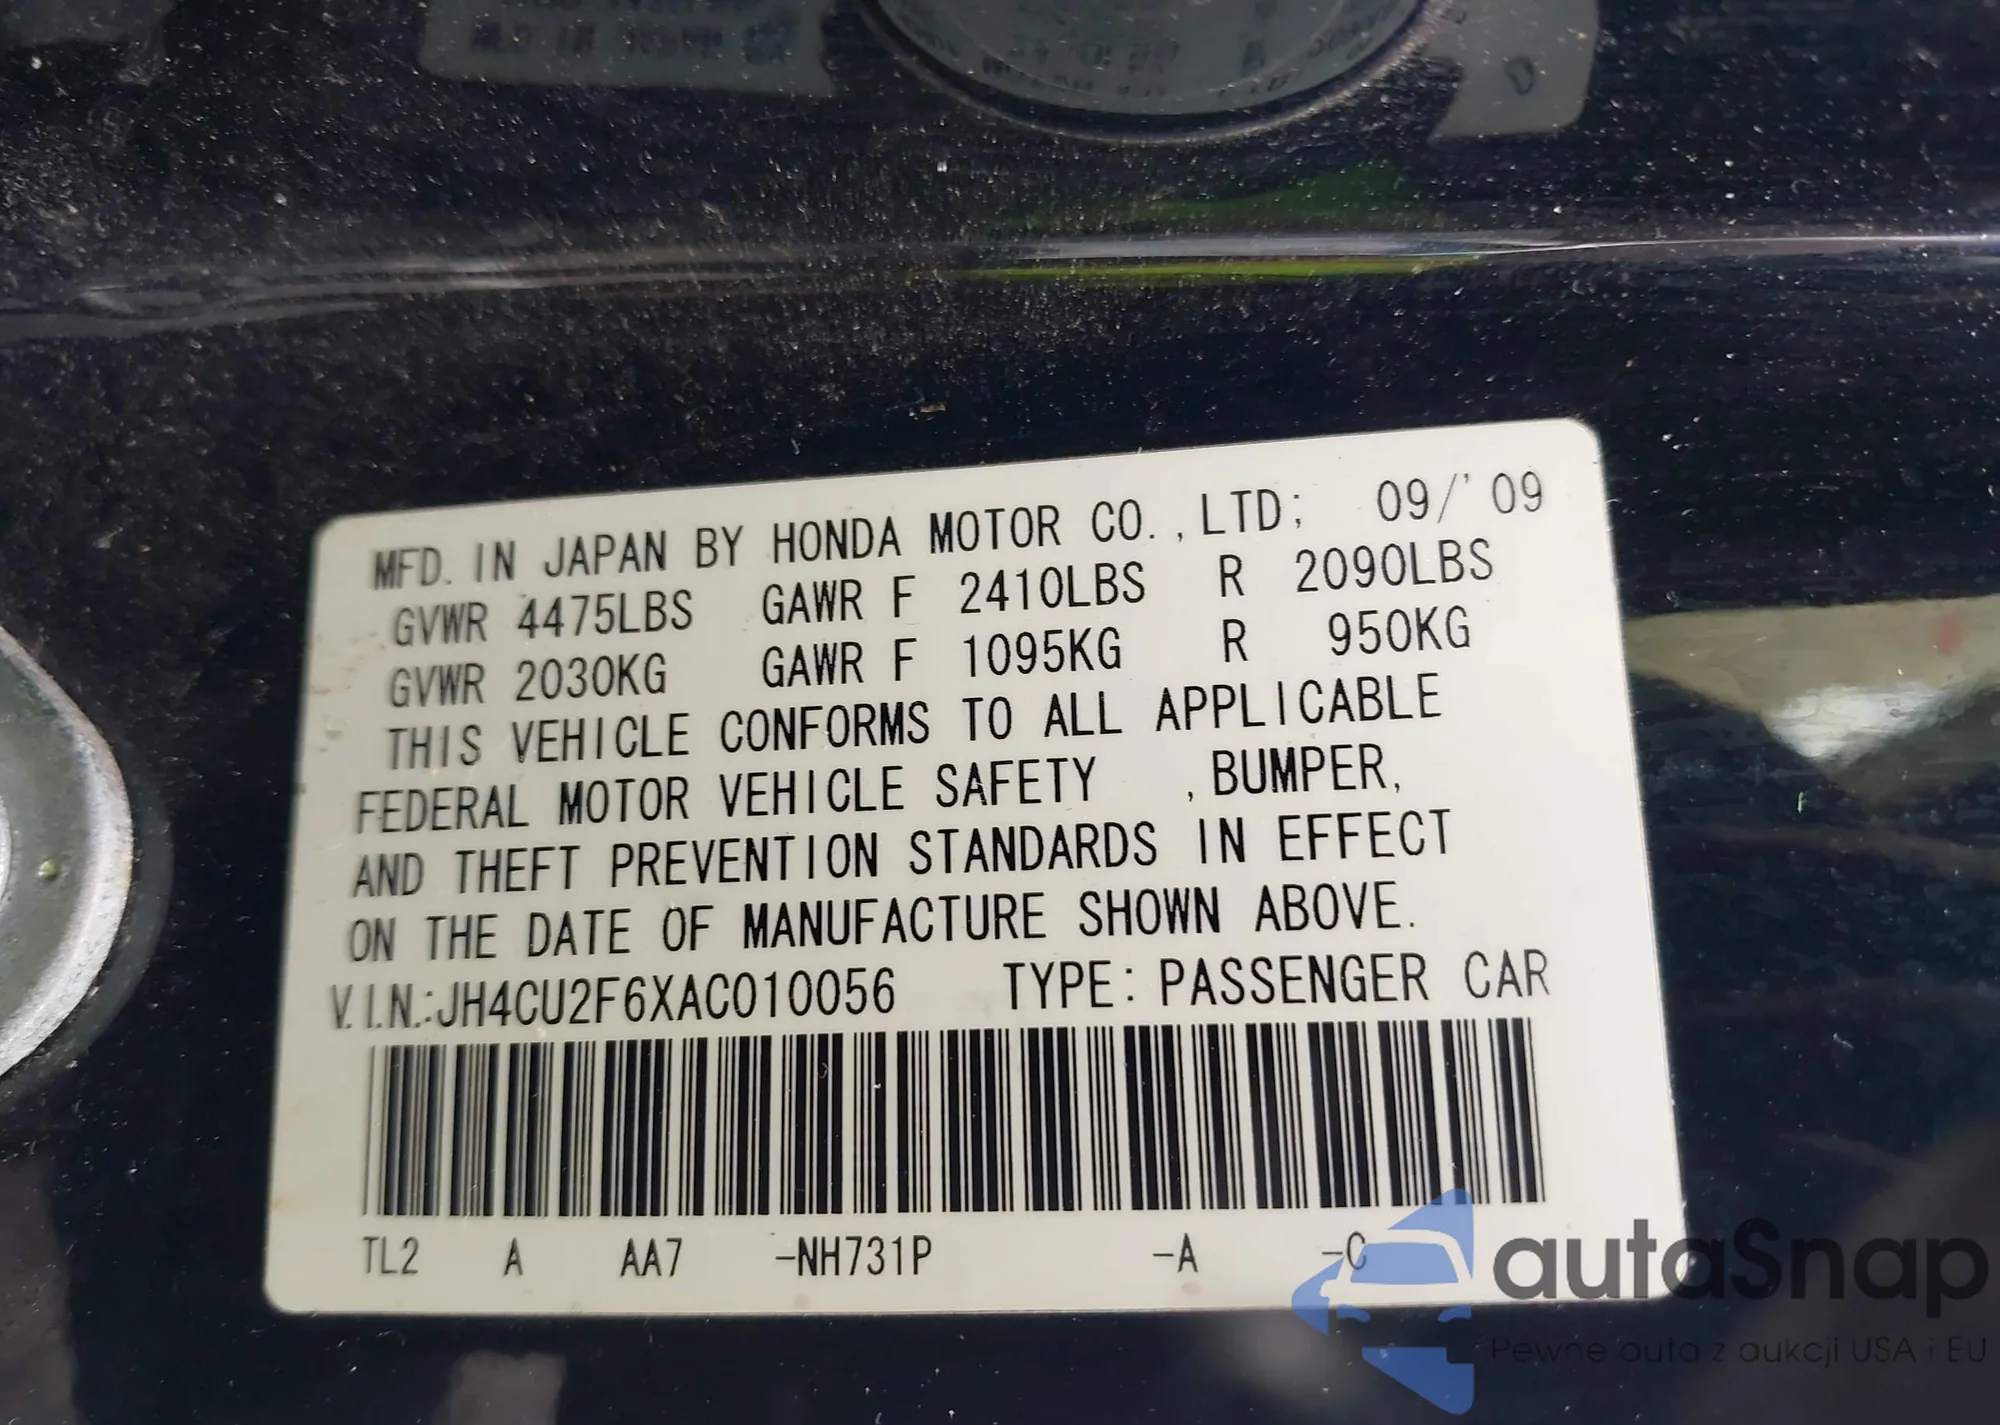 MFD. IN JAPAN BY HONDA MOTOR CO.,LTD; 09/'09
GVWR 4475LBS GAWR F 2410LBS R 2090LBS
GVWR 2030KG GAWR F 1095KG R 950KG
THIS VEHICLE CONFORMS TO ALL APPLICABLE
FEDERAL MOTOR VEHICLE SAFETY ,BUMPER,
AND THEFT PREVENTION STANDARDS IN EFFECT
ON THE DATE OF MANUFACTURE SHOWN ABOVE.
V.I.N.:JH4CU2F6XAC010056 TYPE: PASSENGER CAR
TL2 A AA7 -NH731P -A -C
autaSnap
Pewne auta z aukcji USA i EU